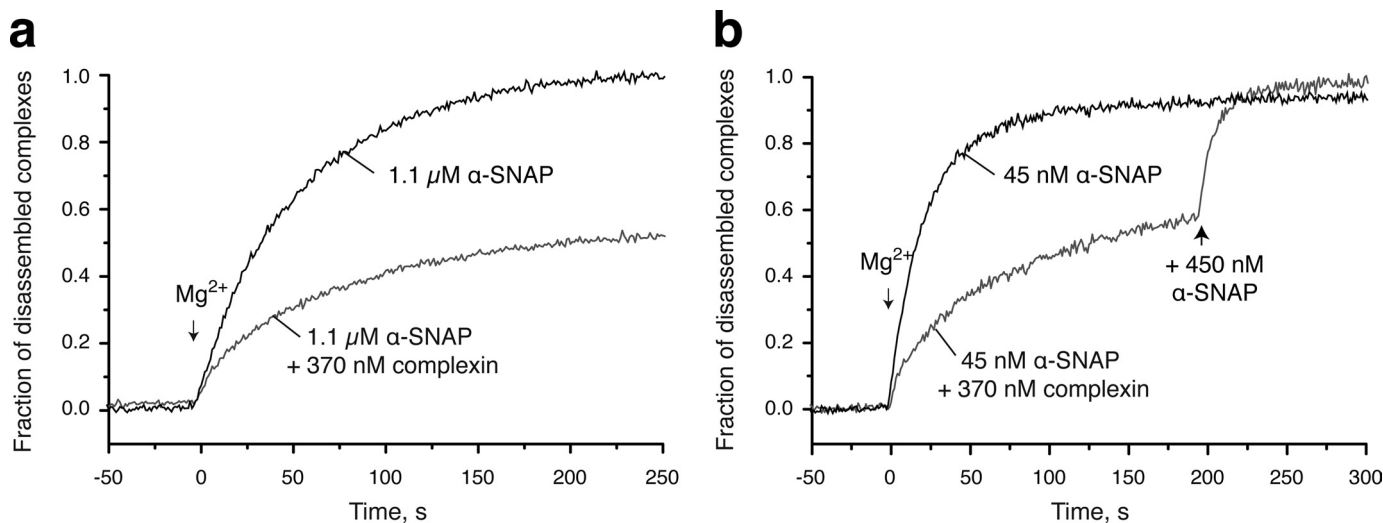 a
Fraction of disassembled complexes
1.0
0.8
0.6
0.4
0.2
0.0
Mg2+
1.1 μM α-SNAP
1.1 μM α-SNAP
+ 370 nM complexin
-50 0 50 100 150 200 250
Time, s
b
Fraction of disassembled complexes
1.0
0.8
0.6
0.4
0.2
0.0
45 nM α-SNAP
Mg2+
+ 450 nM
α-SNAP
45 nM α-SNAP
+ 370 nM complexin
-50 0 50 100 150 200 250 300
Time, s